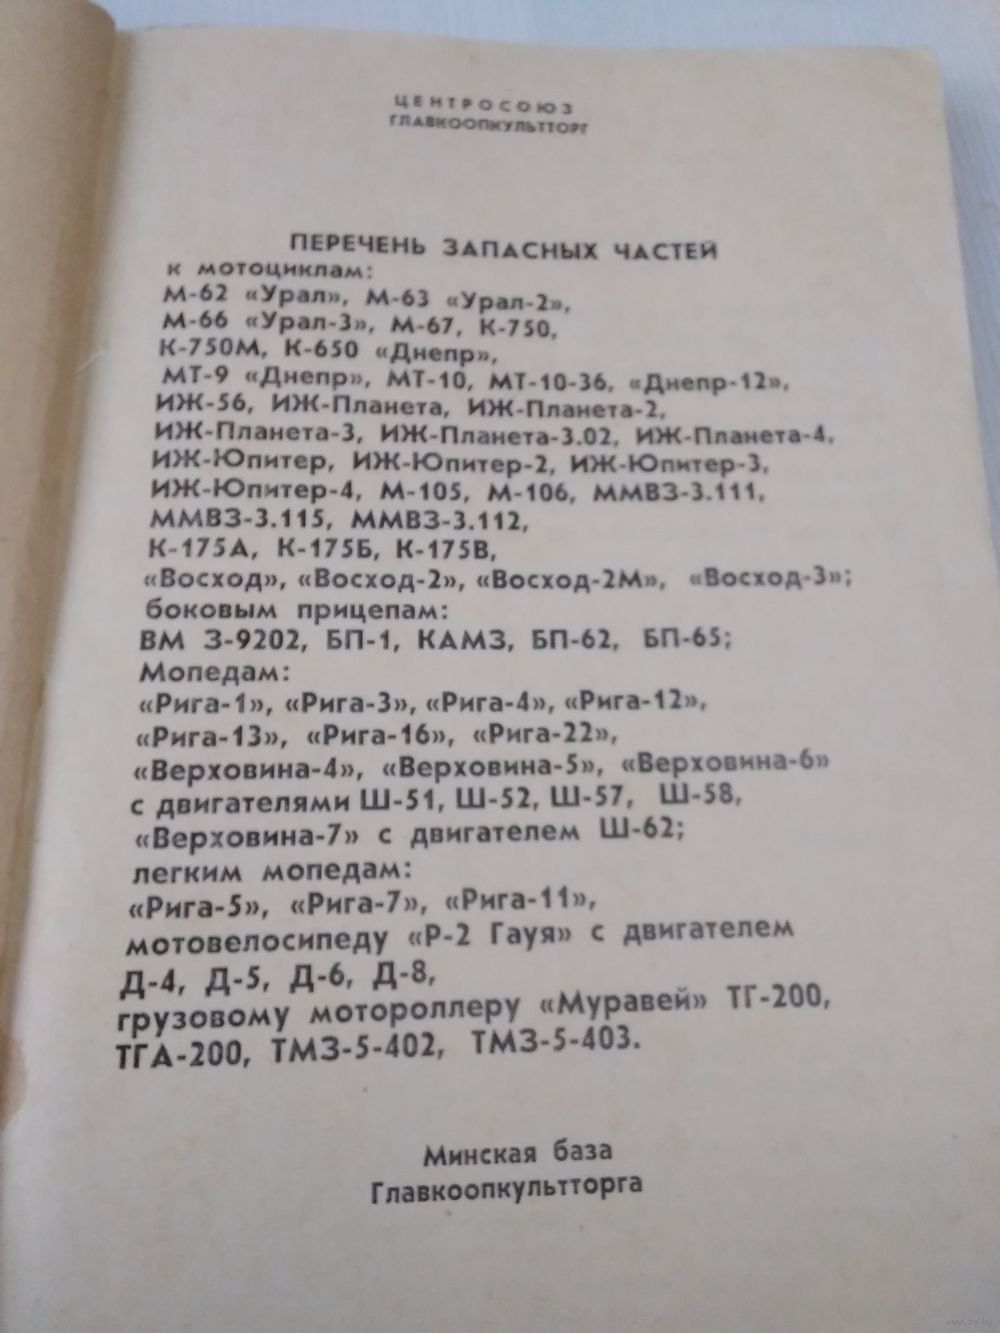 ЦЕНТРОСОЮЗ
ГЛАВКООПКУЛЬТТОРГ
ПЕРЕЧЕНЬ ЗАПАСНЫХ ЧАСТЕЙ
к мотоциклам:
М-62 «Урал», М-63 «Урал-2»,
М-66 «Урал-3», М-67, К-750,
К-750М, К-650 «Днепр»,
МТ-9 «Днепр», МТ-10, МТ-10-36, «Днепр-12»,
ИЖ-56, ИЖ-Планета, ИЖ-Планета-2,
ИЖ-Планета-3, ИЖ-Планета-3.02, ИЖ-Планета-4,
ИЖ-Юпитер, ИЖ-Юпитер-2, ИЖ-Юпитер-3,
ИЖ-Юпитер-4, М-105, М-106, ММВЗ-3.111,
ММВЗ-3.115, ММВЗ-3.112,
К-175А, К-175Б, К-175В,
«Восход», «Восход-2», «Восход-2М», «Восход-3»;
боковым прицепам:
ВМ З-9202, БП-1, КАМЗ, БП-62, БП-65;
Мопедам:
«Рига-1», «Рига-3», «Рига-4», «Рига-12»,
«Рига-13», «Рига-16», «Рига-22»,
«Верховина-4», «Верховина-5», «Верховина-6»
с двигателями Ш-51, Ш-52, Ш-57, Ш-58,
«Верховина-7» с двигателем Ш-62;
легким мопедам:
«Рига-5», «Рига-7», «Рига-11»,
мотовелосипеду «Р-2 Гауя» с двигателем
Д-4, Д-5, Д-6, Д-8,
грузовому мотороллеру «Муравей» ТГ-200,
ТГА-200, ТМЗ-5-402, ТМЗ-5-403.
Минская база
Главкоопкультторга
www.ay.by